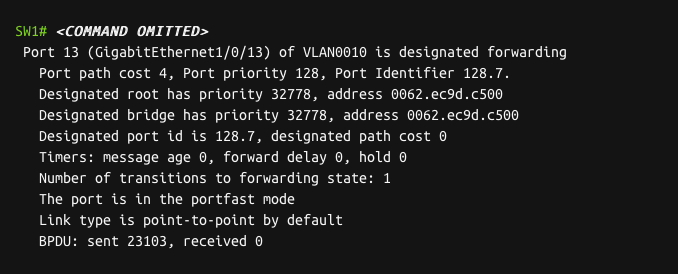 SW1# <COMMAND OMITTED>
Port 13 (GigabitEthernet1/0/13) of VLAN0010 is designated forwarding
Port path cost 4, Port priority 128, Port Identifier 128.7.
Designated root has priority 32778, address 0062.ec9d.c500
Designated bridge has priority 32778, address 0062.ec9d.c500
Designated port id is 128.7, designated path cost 0
Timers: message age 0, forward delay 0, hold 0
Number of transitions to forwarding state: 1
The port is in the portfast mode
Link type is point-to-point by default
BPDU: sent 23103, received 0